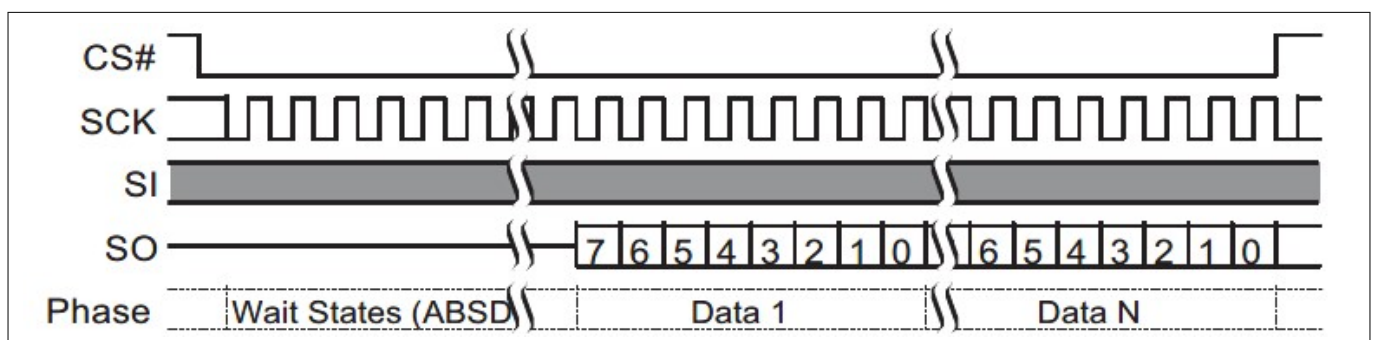 CS#
SCK
SI
SO 7 6 5 4 3 2 1 0 6 5 4 3 2 1 0
Phase Wait States (ABSD Data 1 Data N